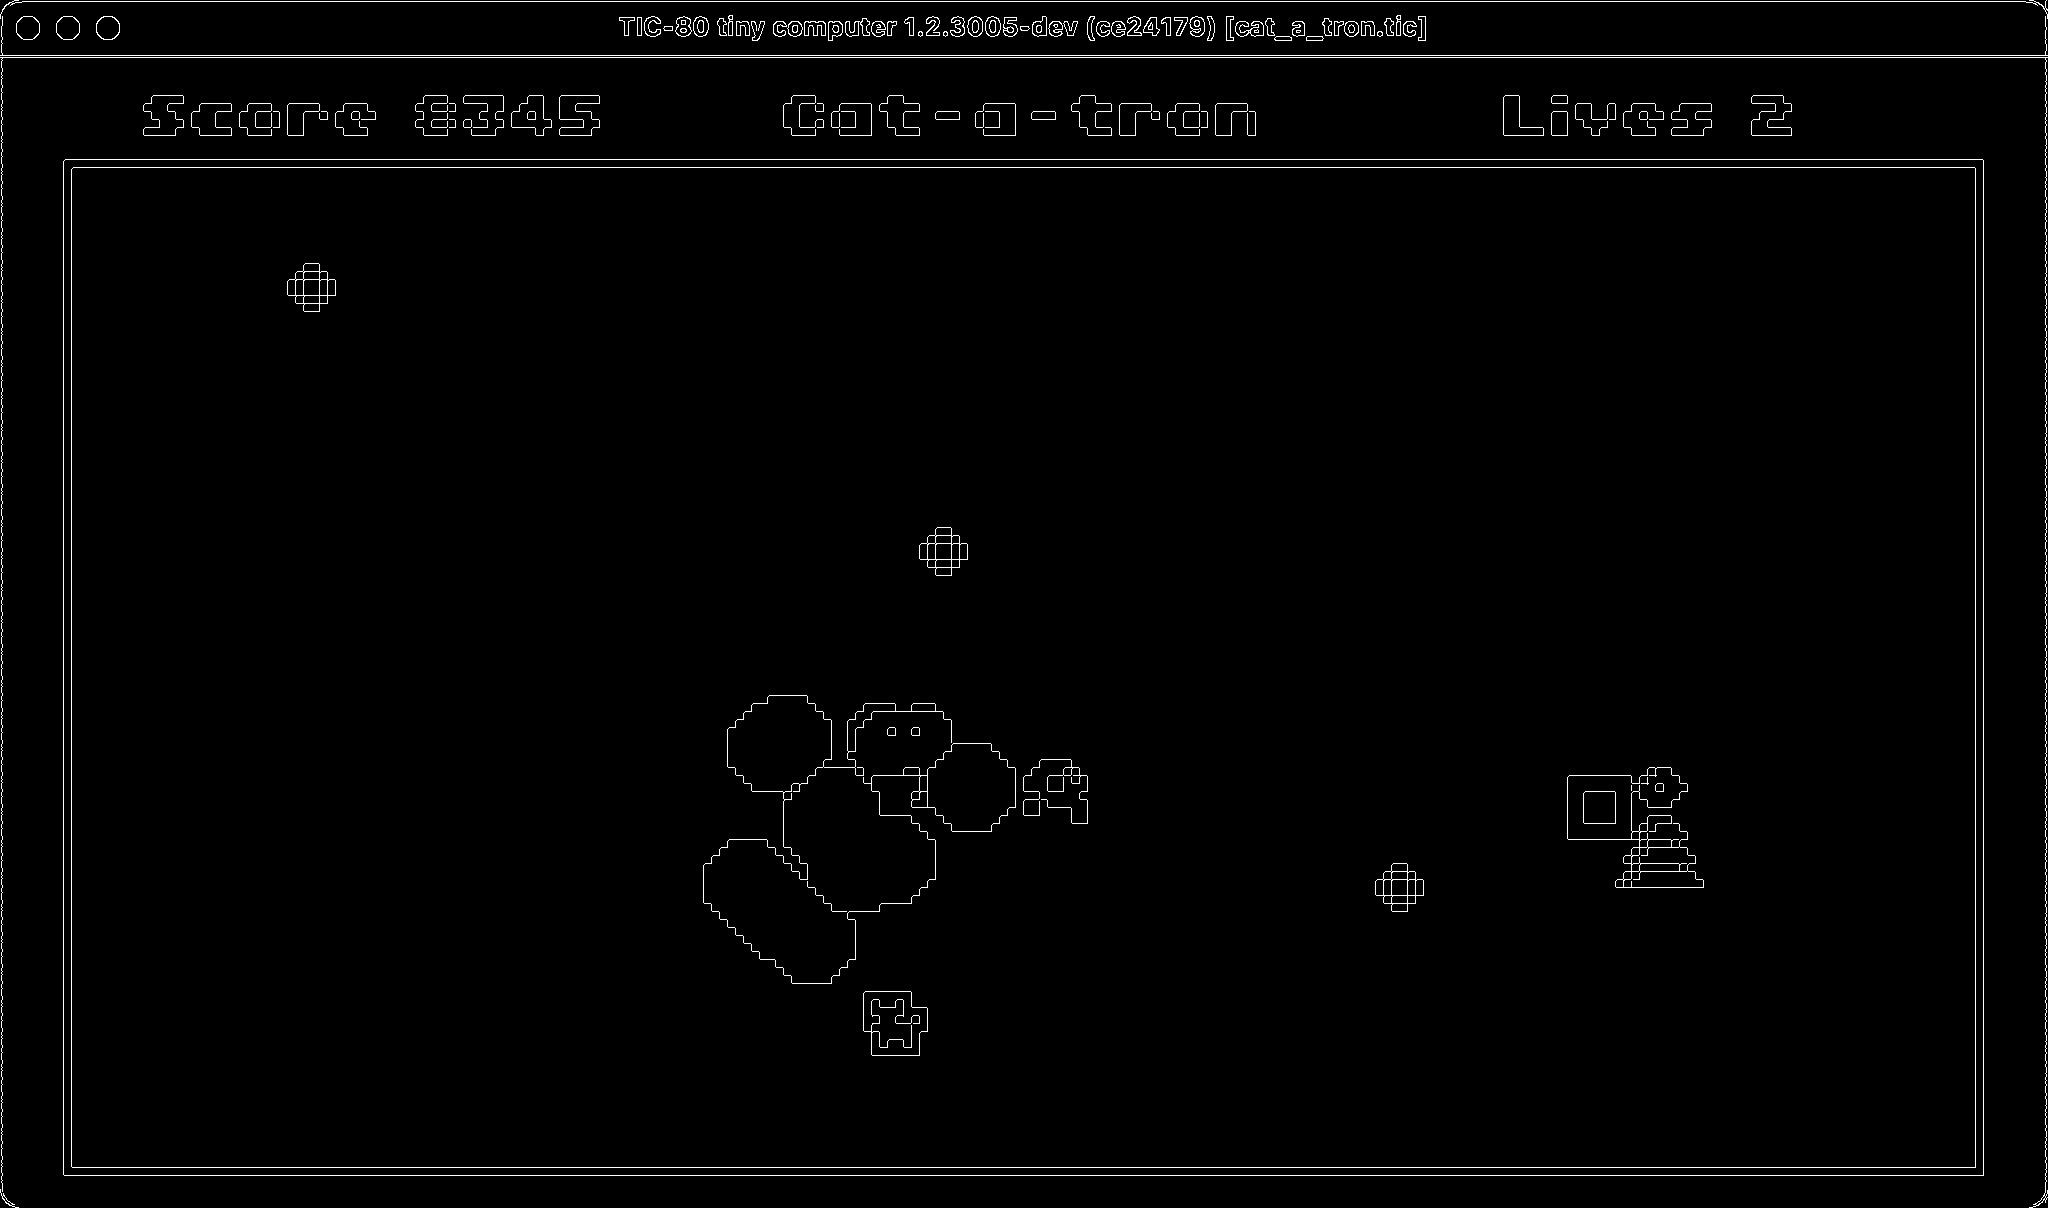 TIC-80 tiny computer 1.2.3005-dev (ce24179) [cat_a_tron.tic]
Score 8345 Cat-a-tron Lives 2